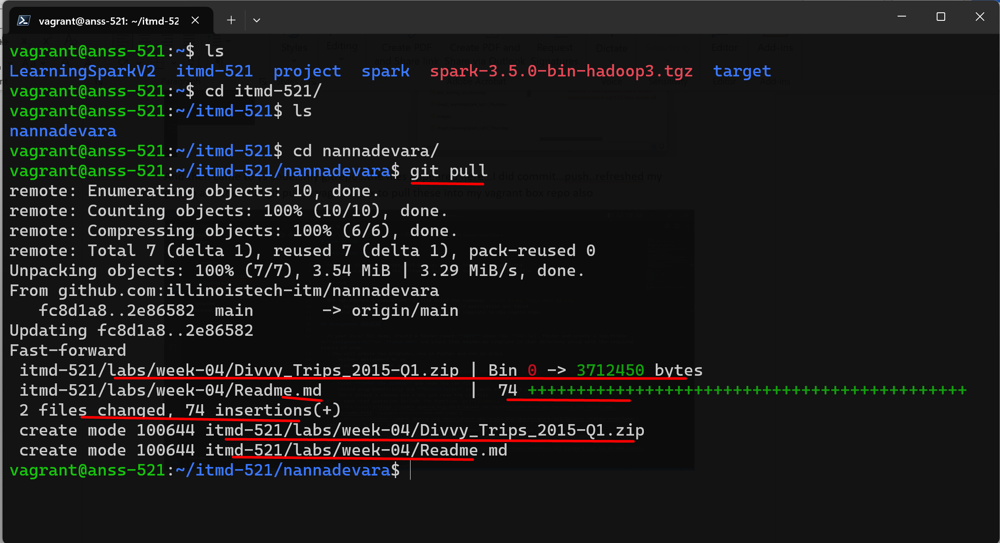 vagrant@anss-521: ~/itmd-52
vagrant@anss-521:~$ ls
LearningSparkV2  itmd-521  project  spark  spark-3.5.0-bin-hadoop3.tgz  target
vagrant@anss-521:~$ cd itmd-521/
vagrant@anss-521:~/itmd-521$ ls
nannadevara
vagrant@anss-521:~/itmd-521$ cd nannadevara/
vagrant@anss-521:~/itmd-521/nannadevara$ git pull
remote: Enumerating objects: 10, done.
remote: Counting objects: 100% (10/10), done.
remote: Compressing objects: 100% (6/6), done.
remote: Total 7 (delta 1), reused 7 (delta 1), pack-reused 0
Unpacking objects: 100% (7/7), 3.54 MiB | 3.29 MiB/s, done.
From github.com:illinoistech-itm/nannadevara
   fc8d1a8..2e86582  main       -> origin/main
Updating fc8d1a8..2e86582
Fast-forward
 itmd-521/labs/week-04/Divvy_Trips_2015-Q1.zip | Bin 0 -> 3712450 bytes
 itmd-521/labs/week-04/Readme.md               |  74 +++++++++++++++++++++++++++++++++++++++++++++
 2 files changed, 74 insertions(+)
 create mode 100644 itmd-521/labs/week-04/Divvy_Trips_2015-Q1.zip
 create mode 100644 itmd-521/labs/week-04/Readme.md
vagrant@anss-521:~/itmd-521/nannadevara$